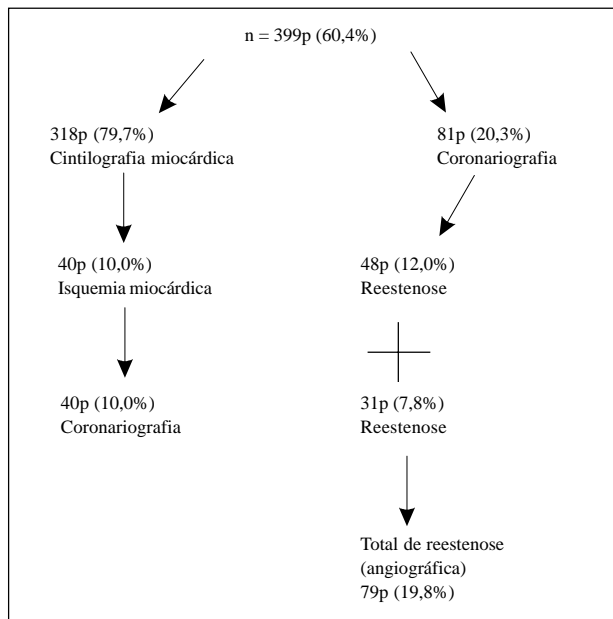 n = 399p (60,4%)
318p (79,7%)
Cintilografia miocárdica
81p (20,3%)
Coronariografia
40p (10,0%)
Isquemia miocárdica
48p (12,0%)
Reestenose
40p (10,0%)
Coronariografia
31p (7,8%)
Reestenose
Total de reestenose
(angiográfica)
79p (19,8%)